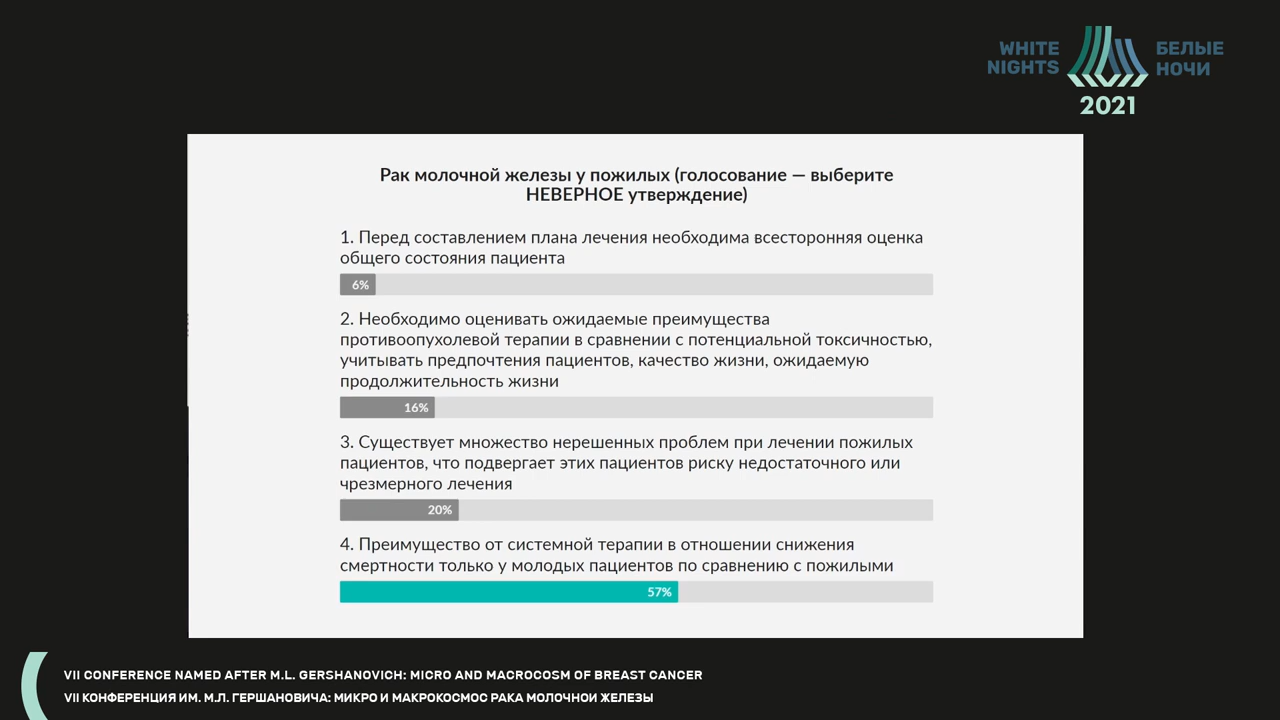 WHITE
NIGHTS
БЕЛЫЕ
НОЧИ
2021
Рак молочной железы у пожилых (голосование — выберите
НЕВЕРНОЕ утверждение)
1. Перед составлением плана лечения необходима всесторонняя оценка
общего состояния пациента
6%
2. Необходимо оценивать ожидаемые преимущества
противоопухолевой терапии в сравнении с потенциальной токсичностью,
учитывать предпочтения пациентов, качество жизни, ожидаемую
продолжительность жизни
16%
3. Существует множество нерешенных проблем при лечении пожилых
пациентов, что подвергает этих пациентов риску недостаточного или
чрезмерного лечения
20%
4. Преимущество от системной терапии в отношении снижения
смертности только у молодых пациентов по сравнению с пожилыми
57%
VII CONFERENCE NAMED AFTER M.L. GERSHANOVICH: MICRO AND MACROCOSM OF BREAST CANCER
VII КОНФЕРЕНЦИЯ ИМ. М.Л. ГЕРШАНОВИЧА: МИКРО И МАКРОКОСМОС РАКА МОЛОЧНОЙ ЖЕЛЕЗЫ